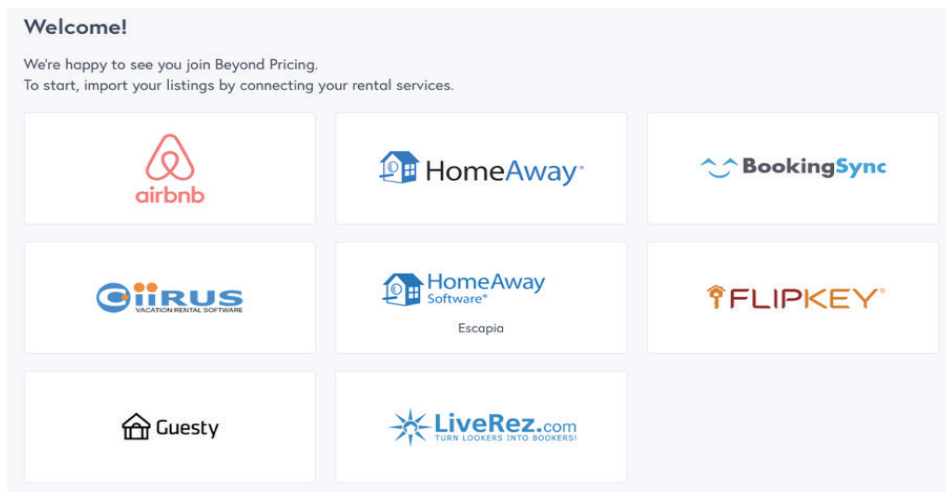 Welcome!
We're happy to see you join Beyond Pricing.
To start, import your listings by connecting your rental services.
airbnb
HomeAway®
BookingSync
CiiRUS
VACATION RENTAL SOFTWARE
HomeAway
Software®
Escapia
FLIPKEY®
Guesty
LiveRez.com
TURN LOOKERS INTO BOOKERS!